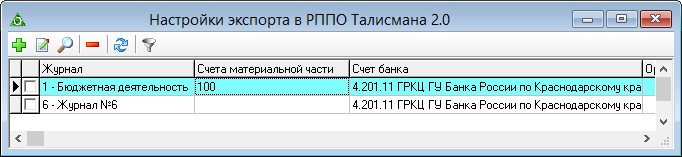 Настройки экспорта в РППО Талисмана 2.0
Журнал Счета материальной части Счет банка Ор
1 - Бюджетная деятельность 100 4.201.11 ГРКЦ ГУ Банка России по Краснодарскому кра
6 - Журнал №6 4.201.11 ГРКЦ ГУ Банка России по Краснодарскому кра